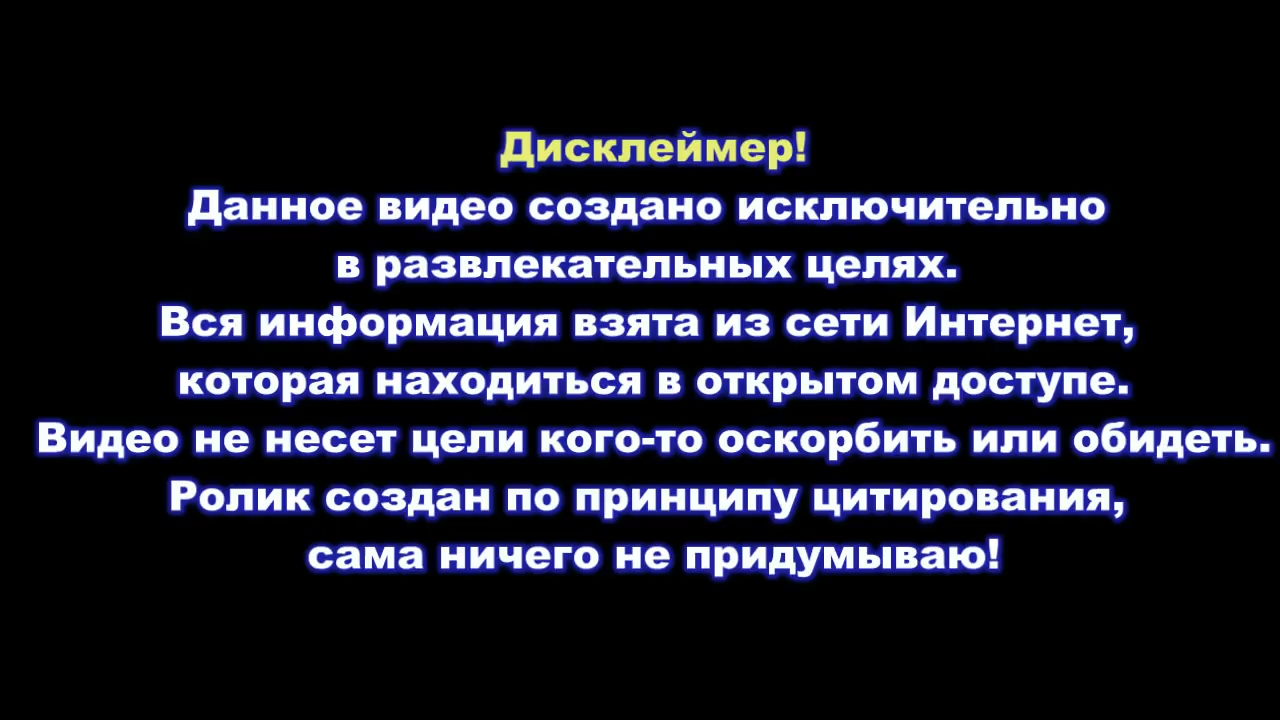 Дисклеймер!
Данное видео создано исключительно
в развлекательных целях.
Вся информация взята из сети Интернет,
которая находиться в открытом доступе.
Видео не несет цели кого-то оскорбить или обидеть.
Ролик создан по принципу цитирования,
сама ничего не придумываю!